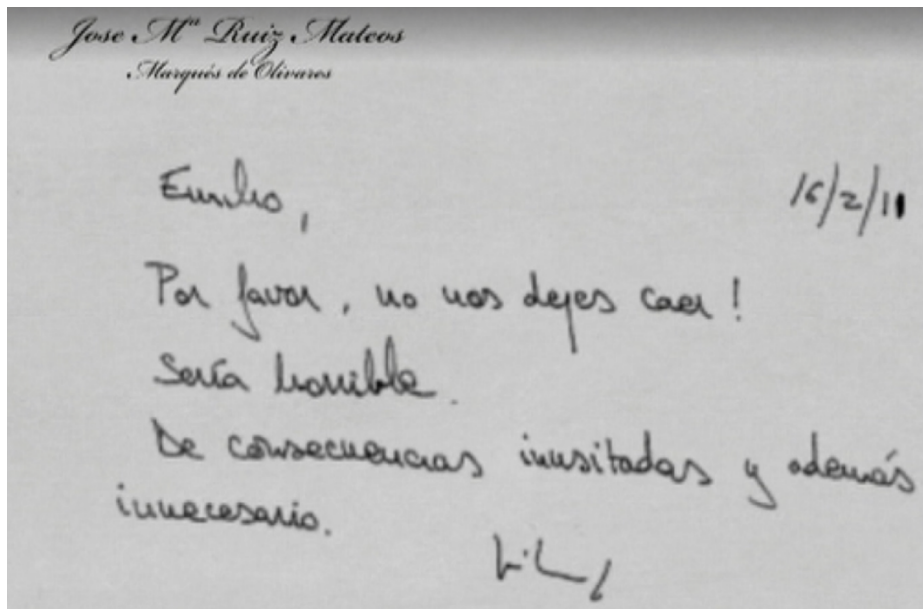 Jose Mª Ruiz Mateos
Marqués de Olivares
Emilio,
16/2/11
Por favor, no nos dejes caer!
Sería horrible.
De consecuencias inusitadas y además
innecesario.